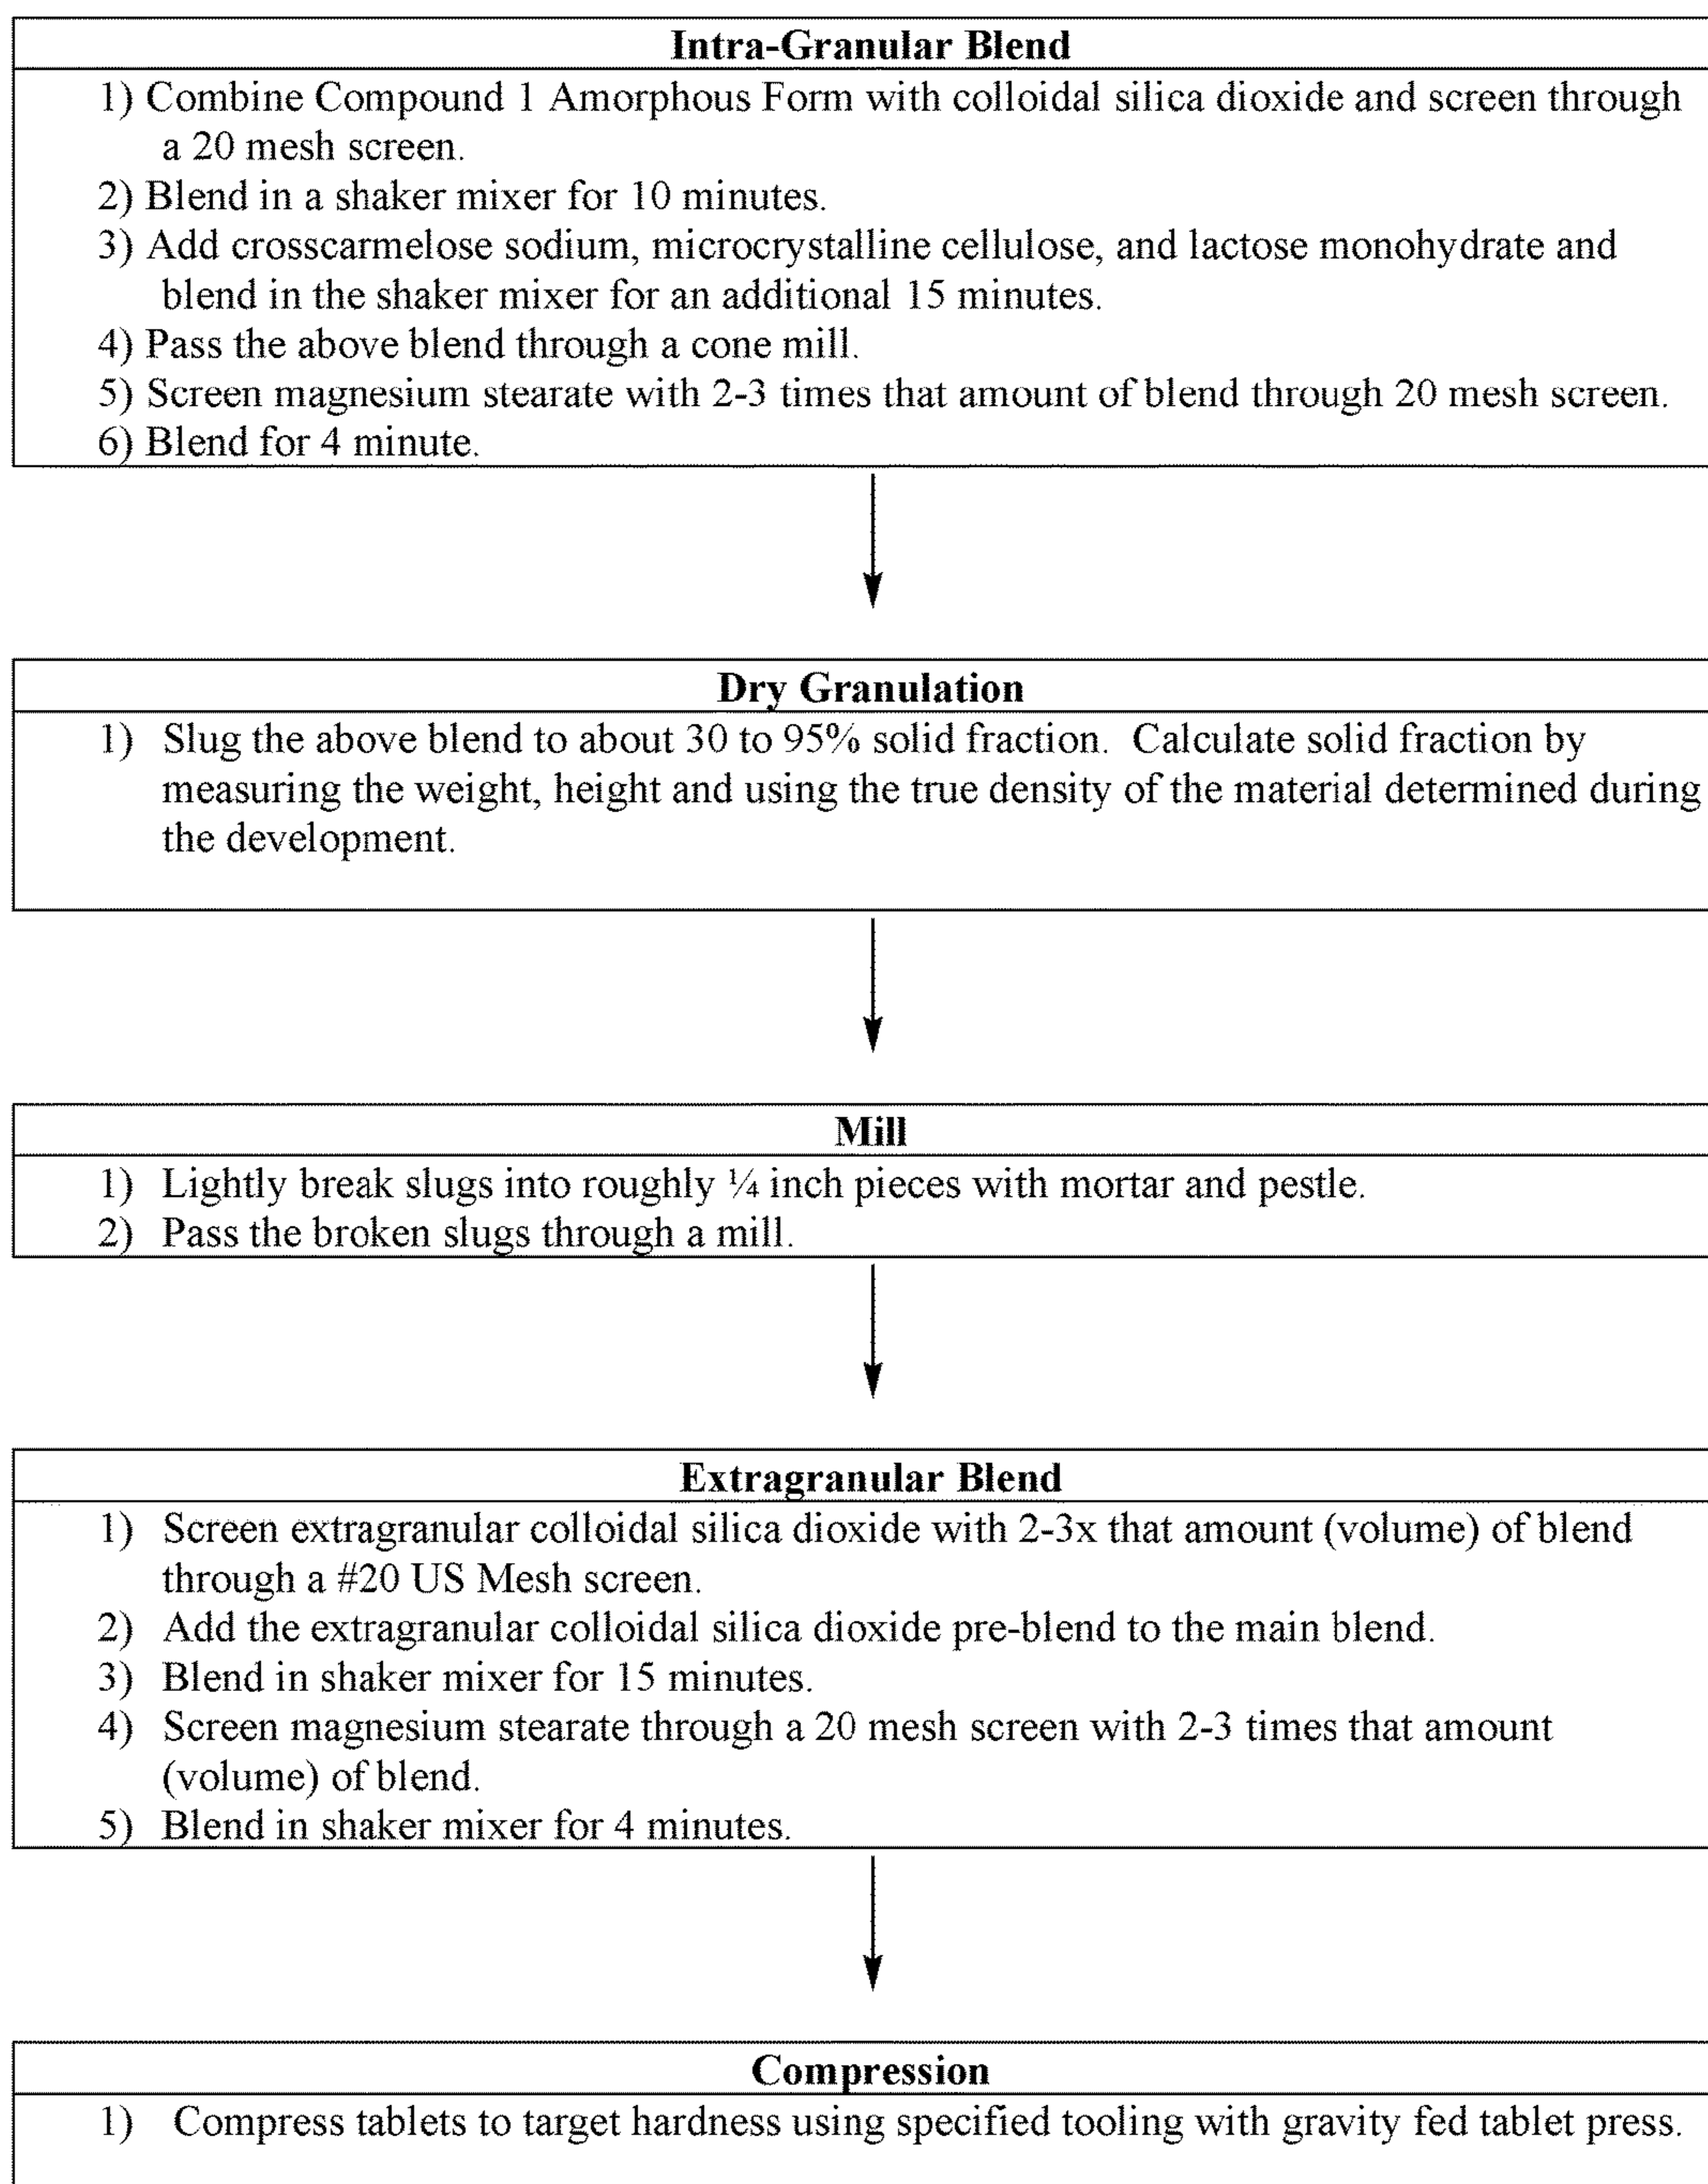 Intra-Granular Blend
1) Combine Compound 1 Amorphous Form with colloidal silica dioxide and screen through
a 20 mesh screen.
2) Blend in a shaker mixer for 10 minutes.
3) Add crosscarmelose sodium, microcrystalline cellulose, and lactose monohydrate and
blend in the shaker mixer for an additional 15 minutes.
4) Pass the above blend through a cone mill.
5) Screen magnesium stearate with 2-3 times that amount of blend through 20 mesh screen.
6) Blend for 4 minute.
Dry Granulation
1) Slug the above blend to about 30 to 95% solid fraction. Calculate solid fraction by
measuring the weight, height and using the true density of the material determined during
the development.
Mill
1) Lightly break slugs into roughly ¼ inch pieces with mortar and pestle.
2) Pass the broken slugs through a mill.
Extragranular Blend
1) Screen extragranular colloidal silica dioxide with 2-3x that amount (volume) of blend
through a #20 US Mesh screen.
2) Add the extragranular colloidal silica dioxide pre-blend to the main blend.
3) Blend in shaker mixer for 15 minutes.
4) Screen magnesium stearate through a 20 mesh screen with 2-3 times that amount
(volume) of blend.
5) Blend in shaker mixer for 4 minutes.
Compression
1) Compress tablets to target hardness using specified tooling with gravity fed tablet press.